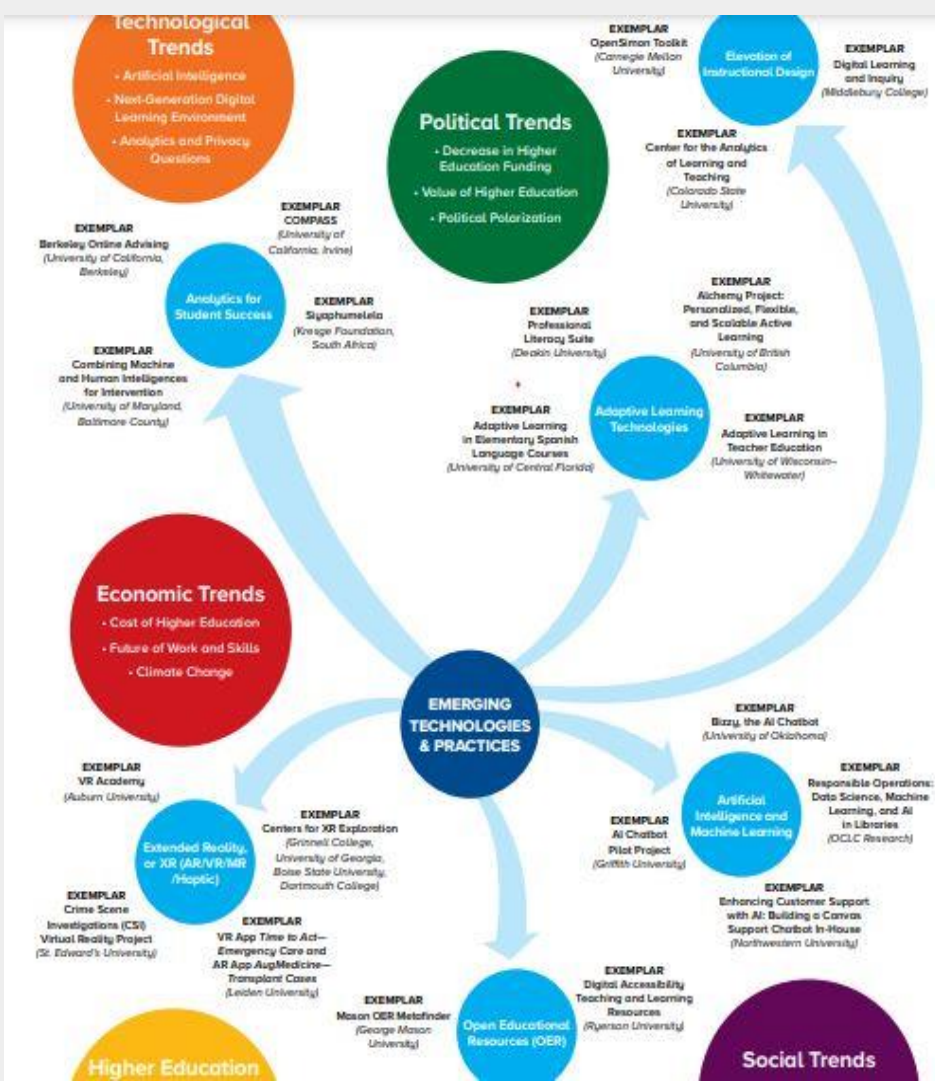 Technological
Trends
• Artificial Intelligence
• Next-Generation Digital
Learning Environment
• Analytics and Privacy
Questions
Political Trends
• Decrease in Higher
Education Funding
• Value of Higher Education
• Political Polarization
EXEMPLAR
OpenSimon Toolkit
(Carnegie Mellon
University)
Elevation of
Instructional Design
EXEMPLAR
Digital Learning
and Inquiry
(Middlebury College)
EXEMPLAR
Center for the Analytics
of Learning and
Teaching
(Colorado State
University)
EXEMPLAR
Berkeley Online Advising
(University of California,
Berkeley)
EXEMPLAR
COMPASS
(University of
California, Irvine)
Analytics for
Student Success
EXEMPLAR
Siyaphumelela
(Kresge Foundation,
South Africa)
EXEMPLAR
Combining Machine
and Human Intelligences
for Intervention
(University of Maryland,
Baltimore County)
EXEMPLAR
Professional
Literacy Suite
(Deakin University)
EXEMPLAR
Alchemy Project:
Personalized, Flexible,
and Scalable Active
Learning
(University of British
Columbia)
EXEMPLAR
Adaptive Learning
in Elementary Spanish
Language Courses
(University of Central Florida)
Adaptive Learning
Technologies
EXEMPLAR
Adaptive Learning in
Teacher Education
(University of Wisconsin–
Whitewater)
Economic Trends
• Cost of Higher Education
• Future of Work and Skills
• Climate Change
EMERGING
TECHNOLOGIES
& PRACTICES
EXEMPLAR
VR Academy
(Auburn University)
Extended Reality,
or XR (AR/VR/MR
/Haptic)
EXEMPLAR
Centers for XR Exploration
(Grinnell College,
University of Georgia,
Boise State University,
Dartmouth College)
EXEMPLAR
Crime Scene
Investigations (CSI)
Virtual Reality Project
(St. Edward's University)
EXEMPLAR
VR App Time to Act—
Emergency Care and
AR App AugMedicine—
Transplant Cases
(Leiden University)
EXEMPLAR
Bizzy, the AI Chatbot
(University of Oklahoma)
Artificial
Intelligence and
Machine Learning
EXEMPLAR
Responsible Operations:
Data Science, Machine
Learning, and AI
in Libraries
(OCLC Research)
EXEMPLAR
AI Chatbot
Pilot Project
(Griffith University)
EXEMPLAR
Enhancing Customer Support
with AI: Building a Canvas
Support Chatbot In-House
(Northwestern University)
EXEMPLAR
Mason OER Metafinder
(George Mason
University)
Open Educational
Resources (OER)
EXEMPLAR
Digital Accessibility
Teaching and Learning
Resources
(Ryerson University)
Higher Education
Social Trends